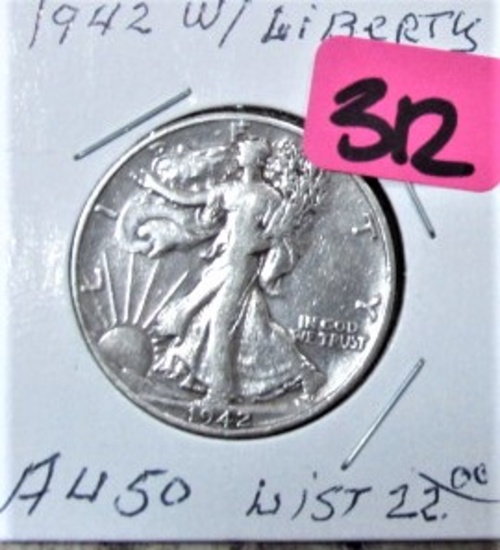 1942 W/ LiBERTY
312
LIBERTY
IN GOD
WE TRUST
1942
AU50 LiST 22.00